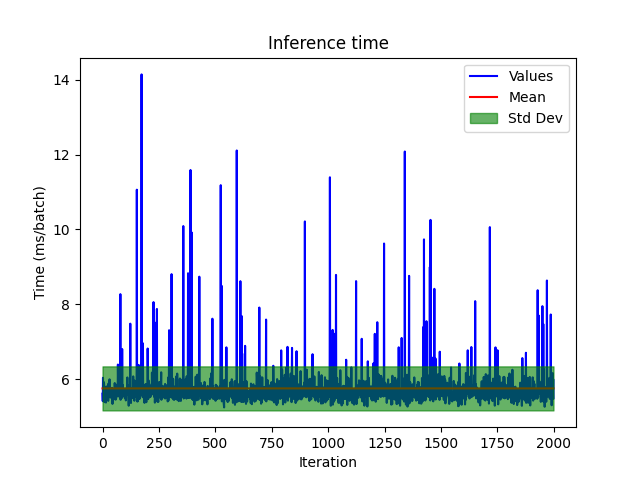 Inference time
Values
Mean
Std Dev
Time (ms/batch)
14
12
10
8
6
0 250 500 750 1000 1250 1500 1750 2000
Iteration